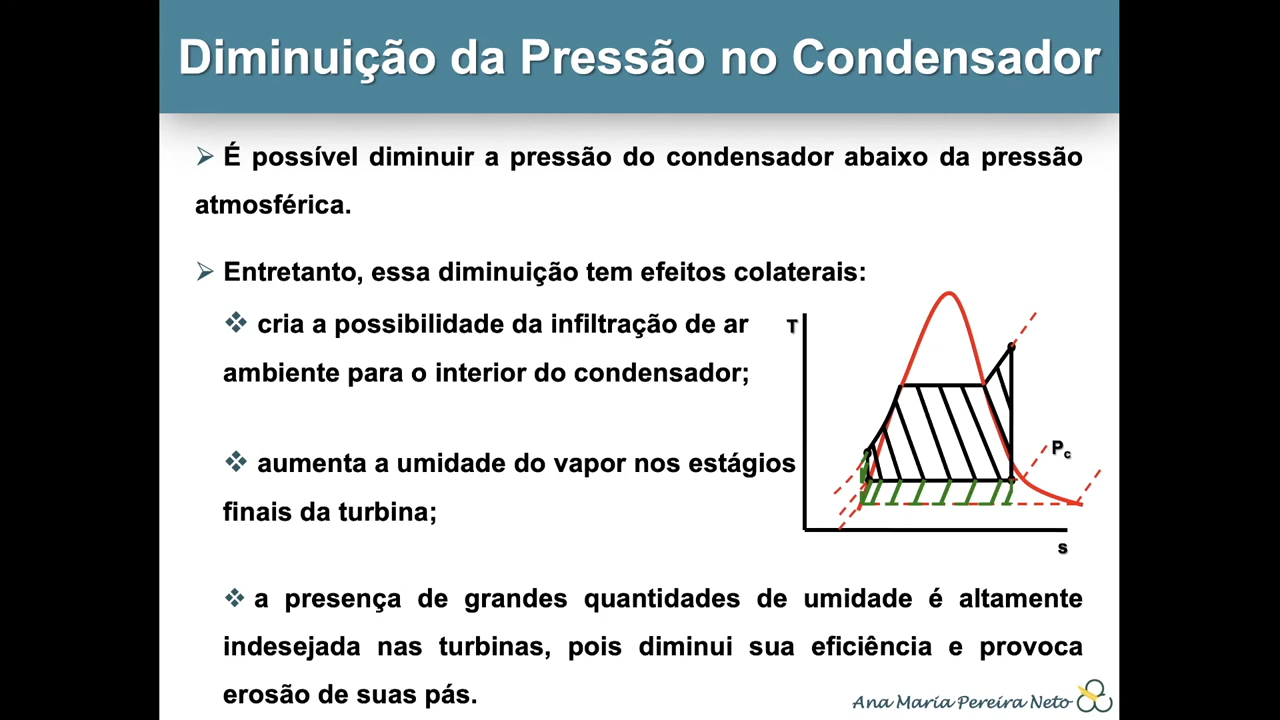 Diminuição da Pressão no Condensador
➢ É possível diminuir a pressão do condensador abaixo da pressão
atmosférica.
➢ Entretanto, essa diminuição tem efeitos colaterais:
❖ cria a possibilidade da infiltração de ar
ambiente para o interior do condensador;
T
Pc
❖ aumenta a umidade do vapor nos estágios
finais da turbina;
s
❖ a presença de grandes quantidades de umidade é altamente
indesejada nas turbinas, pois diminui sua eficiência e provoca
erosão de suas pás.
Ana Maria Pereira Neto